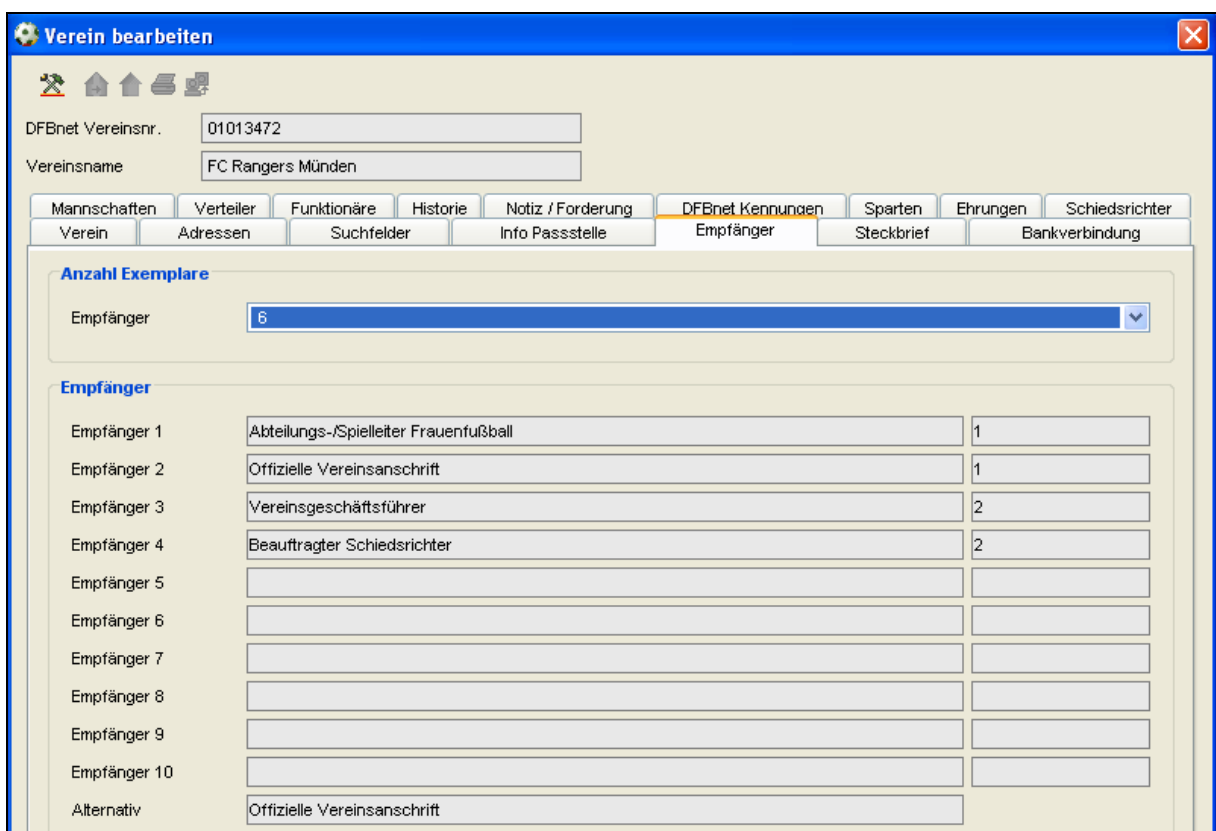 Verein bearbeiten
DFBnet Vereinsnr. 01013472
Vereinsname FC Rangers Münden
Mannschaften Verteiler Funktionäre Historie Notiz / Forderung DFBnet Kennungen Sparten Ehrungen Schiedsrichter
Verein Adressen Suchfelder Info Passstelle Empfänger Steckbrief Bankverbindung
Anzahl Exemplare
Empfänger 6
Empfänger
Empfänger 1 Abteilungs-/Spielleiter Frauenfußball 1
Empfänger 2 Offizielle Vereinsanschrift 1
Empfänger 3 Vereinsgeschäftsführer 2
Empfänger 4 Beauftragter Schiedsrichter 2
Empfänger 5
Empfänger 6
Empfänger 7
Empfänger 8
Empfänger 9
Empfänger 10
Alternativ Offizielle Vereinsanschrift